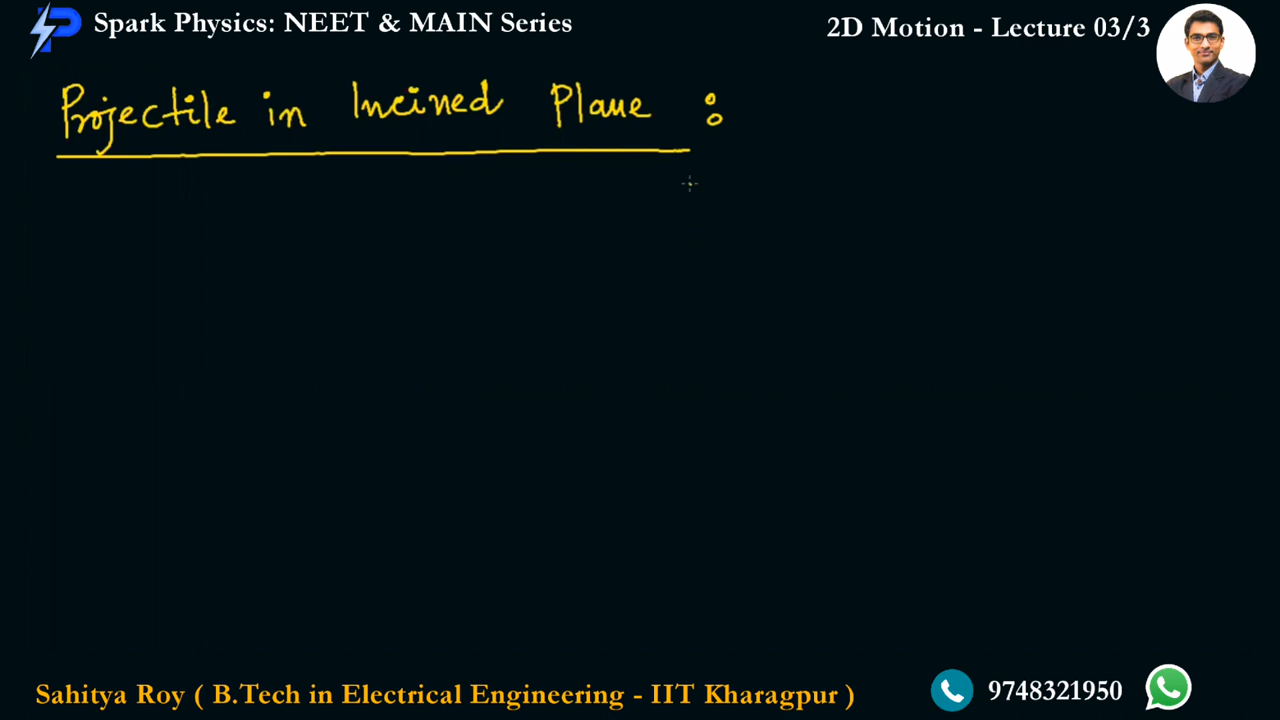 Spark Physics: NEET & MAIN Series
2D Motion - Lecture 03/3
Projectile in Incined Plane :
Sahitya Roy ( B.Tech in Electrical Engineering - IIT Kharagpur )
9748321950